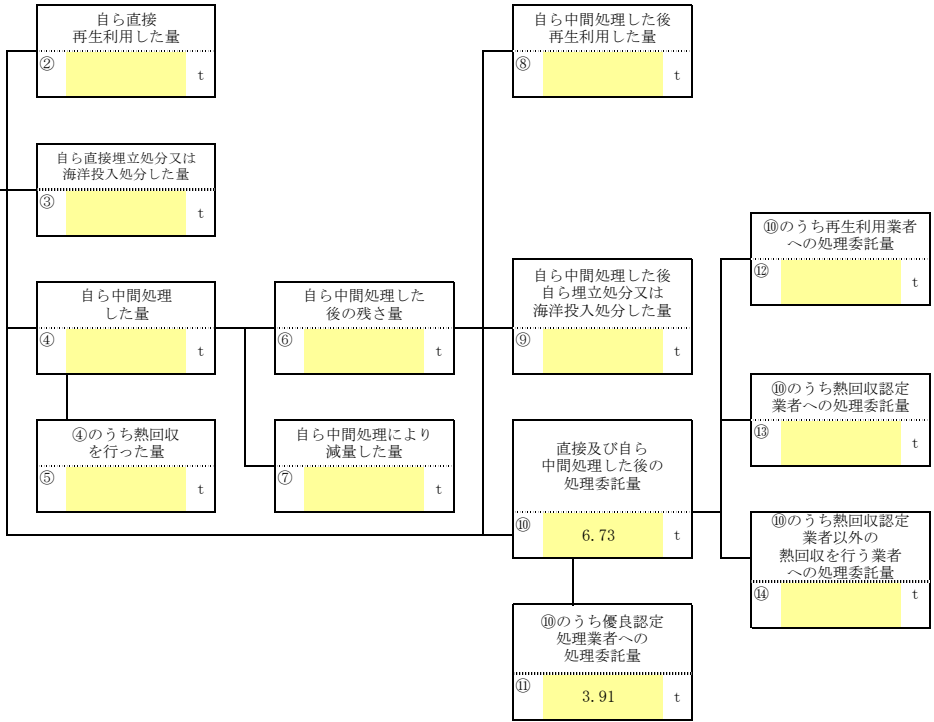 自ら直接
再生利用した量
②
t
自ら中間処理した後
再生利用した量
⑧
t
自ら直接埋立処分又は
海洋投入処分した量
③
t
⑩のうち再生利用業者
への処理委託量
⑫
t
自ら中間処理
した量
④
t
自ら中間処理した
後の残さ量
⑥
t
自ら中間処理した後
自ら埋立処分又は
海洋投入処分した量
⑨
t
⑩のうち熱回収認定
業者への処理委託量
⑬
t
④のうち熱回収
を行った量
⑤
t
自ら中間処理により
減量した量
⑦
t
直接及び自ら
中間処理した後の
処理委託量
⑩
6.73 t
⑩のうち熱回収認定
業者以外の
熱回収を行う業者
への処理委託量
⑭
t
⑩のうち優良認定
処理業者への
処理委託量
⑪
3.91 t